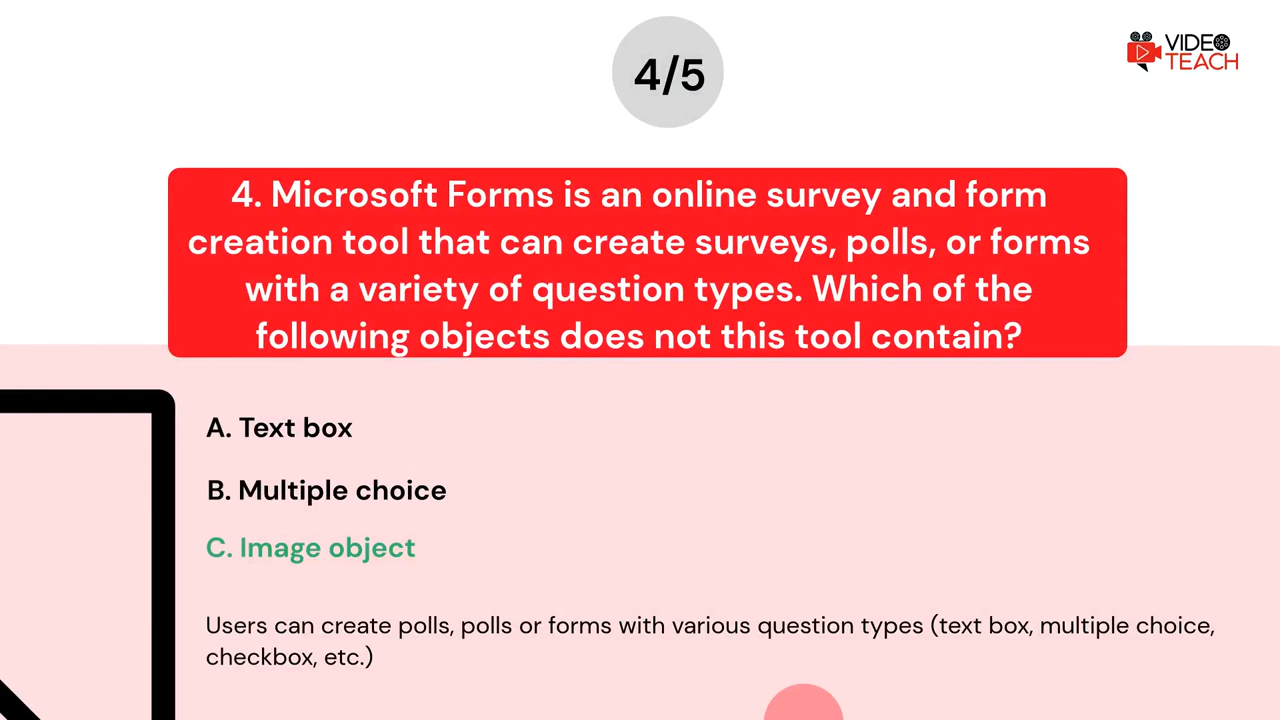 4/5
VIDEO
TEACH
4. Microsoft Forms is an online survey and form
creation tool that can create surveys, polls, or forms
with a variety of question types. Which of the
following objects does not this tool contain?
A. Text box
B. Multiple choice
C. Image object
Users can create polls, polls or forms with various question types (text box, multiple choice,
checkbox, etc.)